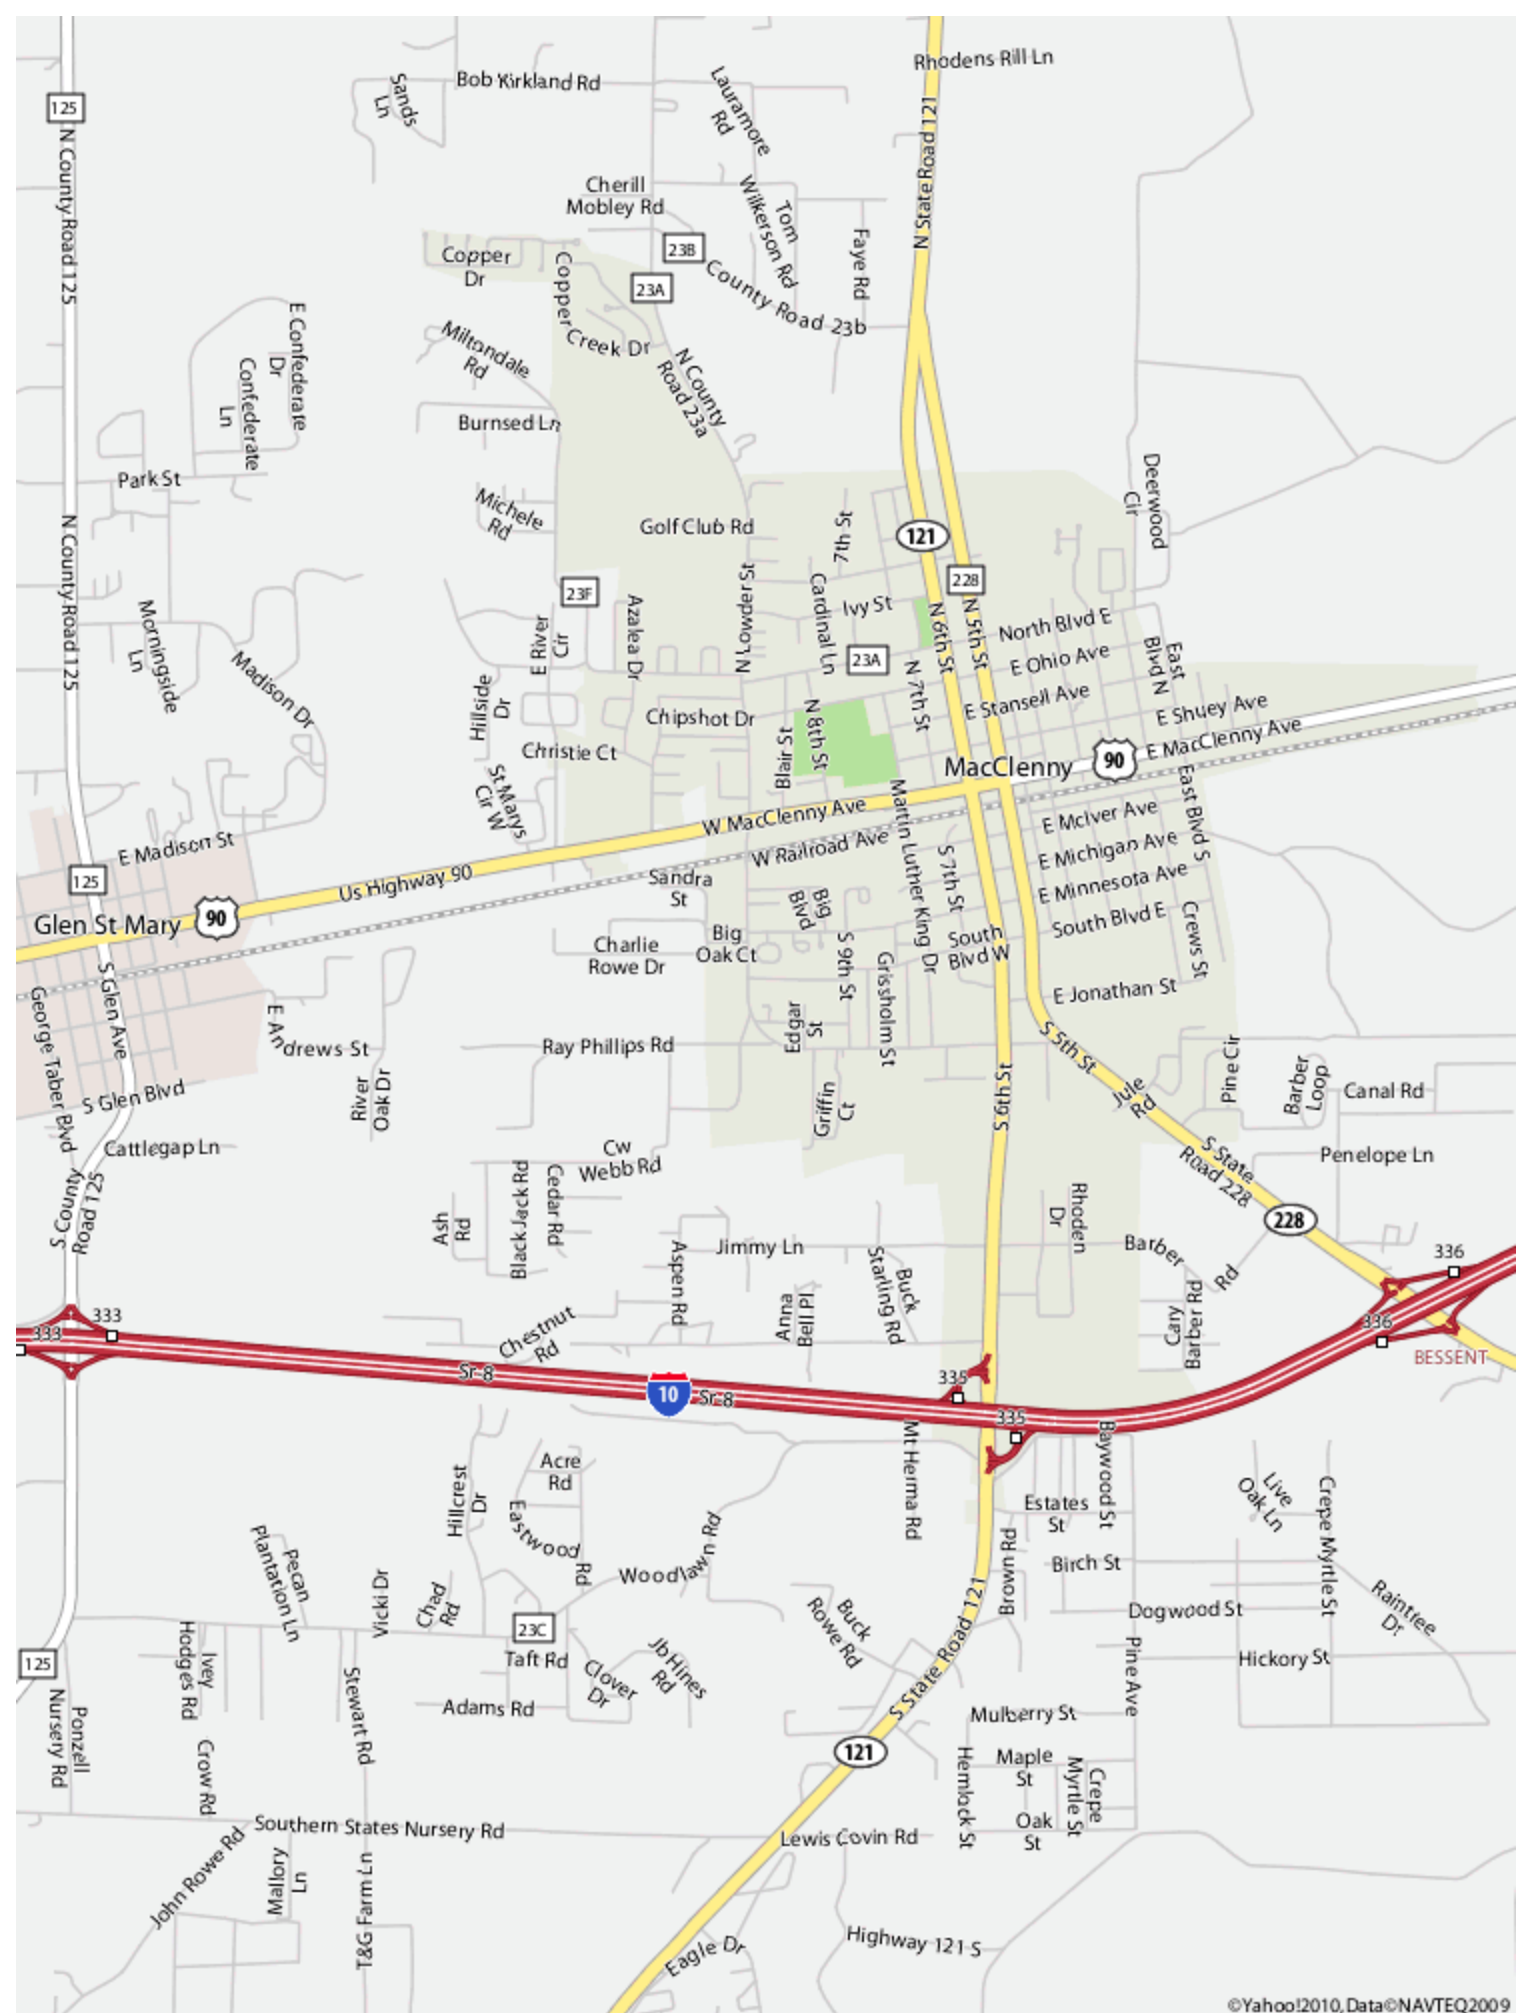 Rhodens Rill Ln
Bob Kirkland Rd
Sands
Ln
Lauramore
Rd
125
N County Road 125
N State Road 121
Cherill
Mobley Rd
Tom
Wilkerson Rd
Faye Rd
23B
23A
County Road 23b
Copper
Dr
Copper
Creek Dr
Miltondale
Rd
N County
Road 23a
E Confederate
Dr
Confederate
Ln
Burnsed Ln
Park St
Michele
Rd
Golf Club Rd
7th St
Deerwood
Cir
121
228
N County Road 125
23F
Azalea Dr
E River
Cir
N Lowder St
Cardinal Ln
Ivy St
N 6th St
N 5th St
North Blvd E
E Ohio Ave
E Stansell Ave
East
Blvd N
E Shuey Ave
23A
Morningside
Ln
Madison Dr
Hillside
Dr
Chipshot Dr
Christie Ct
Blair St
N 8th St
N 7th St
MacClenny
90
E MacClenny Ave
St Marys
Cir W
W MacClenny Ave
W Railroad Ave
Martin Luther King Dr
S 7th St
E McIver Ave
E Michigan Ave
E Minnesota Ave
South Blvd E
East Blvd S
Crews St
E Madison St
125
Us Highway 90
Glen St Mary
90
Sandra
St
Big
Blvd
Charlie
Rowe Dr
Big
Oak Ct
S 9th St
Grissholm St
South
Blvd W
E Jonathan St
S Glen Ave
George Taber Blvd
E Andrews St
River
Oak Dr
Ray Phillips Rd
Edgar
St
Griffin
Ct
S 6th St
S 5th St
Jule
Rd
Pine Cir
Barber
Loop
Canal Rd
S Glen Blvd
Cattlegap Ln
Cw
Webb Rd
S State
Road 228
Penelope Ln
S County
Road 125
Ash
Rd
Black Jack Rd
Cedar Rd
Aspen Rd
Jimmy Ln
Buck
Starling Rd
Anna
Bell Pl
Rhoden
Dr
Barber
Rd
Cary
Barber Rd
228
336
336
BESSENT
333
333
Chestnut
Rd
Sr 8
10
Sr 8
335
335
Mt Herma Rd
Baywood St
Hillcrest
Dr
Acre
Rd
Eastwood
Rd
Woodlawn Rd
Estates
St
Live
Oak Ln
Crepe Myrtle St
Birch St
Brown Rd
Pecan
Plantation Ln
Vicki Dr
Chad
Rd
23C
Taft Rd
Clover
Dr
Jb Hines
Rd
Buck
Rowe Rd
Dogwood St
Raintree
Dr
Hickory St
Pine Ave
125
Ivey
Hodges Rd
Stewart Rd
Adams Rd
S State Road 121
Mulberry St
Ponzell
Nursery Rd
Crow Rd
121
Hemlock St
Maple
St
Crepe
Myrtle St
Oak
St
Southern States Nursery Rd
Lewis Covin Rd
John Rowe Rd
Mallory
Ln
T&G Farm Ln
Eagle Dr
Highway 121 S
©Yahoo!2010,Data©NAVTEQ2009